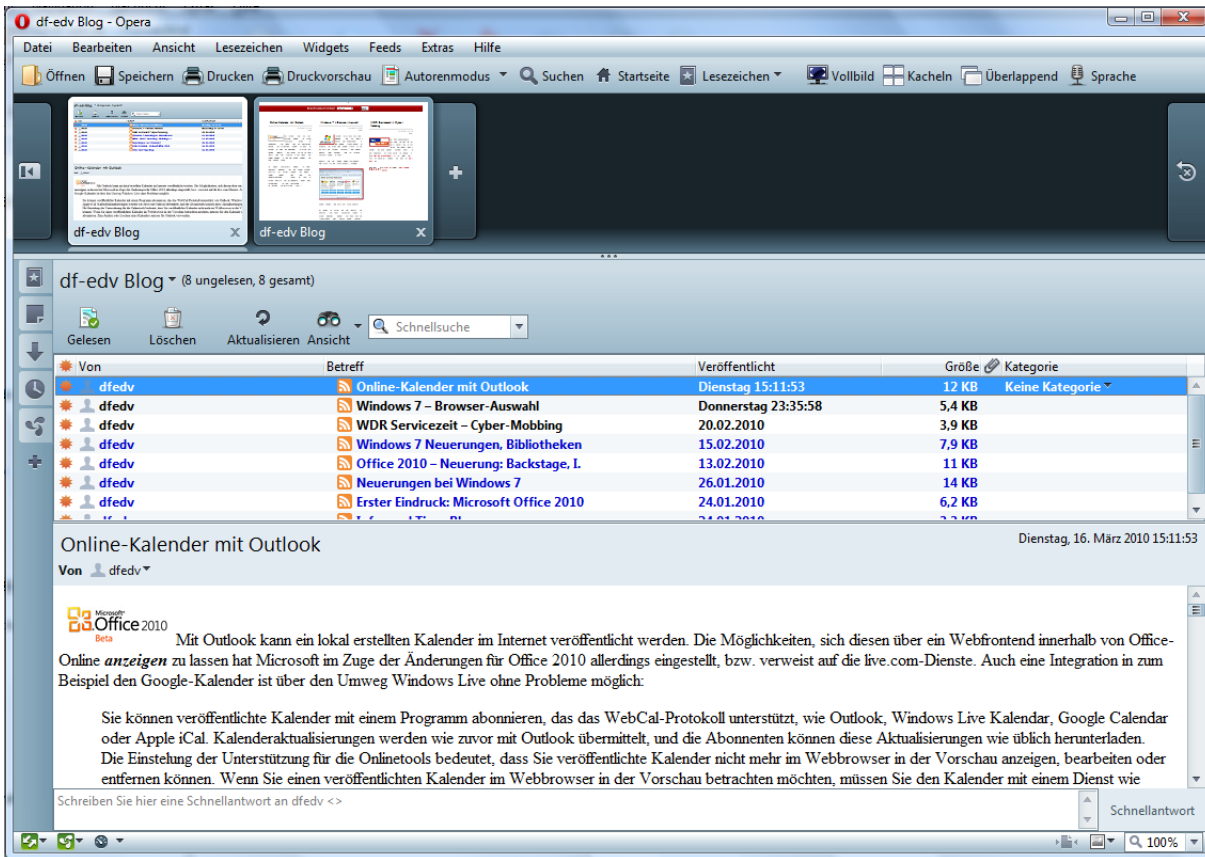 df-edv Blog - Opera
Datei Bearbeiten Ansicht Lesezeichen Widgets Feeds Extras Hilfe
Öffnen Speichern Drucken Druckvorschau Autorenmodus Suchen Startseite Lesezeichen Vollbild Kacheln Überlappend Sprache
df-edv Blog x df-edv Blog x
df-edv Blog (8 ungelesen, 8 gesamt)
Gelesen Löschen Aktualisieren Ansicht Schnellsuche
Von Betreff Veröffentlicht Größe Kategorie
dfedv Online-Kalender mit Outlook Dienstag 15:11:53 12 KB Keine Kategorie
dfedv Windows 7 – Browser-Auswahl Donnerstag 23:35:58 5,4 KB
dfedv WDR Servicezeit – Cyber-Mobbing 20.02.2010 3,9 KB
dfedv Windows 7 Neuerungen, Bibliotheken 15.02.2010 7,9 KB
dfedv Office 2010 – Neuerung: Backstage, I. 13.02.2010 11 KB
dfedv Neuerungen bei Windows 7 26.01.2010 14 KB
dfedv Erster Eindruck: Microsoft Office 2010 24.01.2010 6,2 KB
Online-Kalender mit Outlook Dienstag, 16. März 2010 15:11:53
Von dfedv
Microsoft
Office 2010
Beta
Mit Outlook kann ein lokal erstellten Kalender im Internet veröffentlicht werden. Die Möglichkeiten, sich diesen über ein Webfrontend innerhalb von Office-
Online anzeigen zu lassen hat Microsoft im Zuge der Änderungen für Office 2010 allerdings eingestellt, bzw. verweist auf die live.com-Dienste. Auch eine Integration in zum
Beispiel den Google-Kalender ist über den Umweg Windows Live ohne Probleme möglich:
Sie können veröffentlichte Kalender mit einem Programm abonnieren, das das WebCal-Protokoll unterstützt, wie Outlook, Windows Live Kalendar, Google Calendar
oder Apple iCal. Kalenderaktualisierungen werden wie zuvor mit Outlook übermittelt, und die Abonnenten können diese Aktualisierungen wie üblich herunterladen.
Die Einstelung der Unterstützung für die Onlinetools bedeutet, dass Sie veröffentlichte Kalender nicht mehr im Webbrowser in der Vorschau anzeigen, bearbeiten oder
entfernen können. Wenn Sie einen veröffentlichten Kalender im Webbrowser in der Vorschau betrachten möchten, müssen Sie den Kalender mit einem Dienst wie
Schreiben Sie hier eine Schnellantwort an dfedv <> Schnellantwort
100%